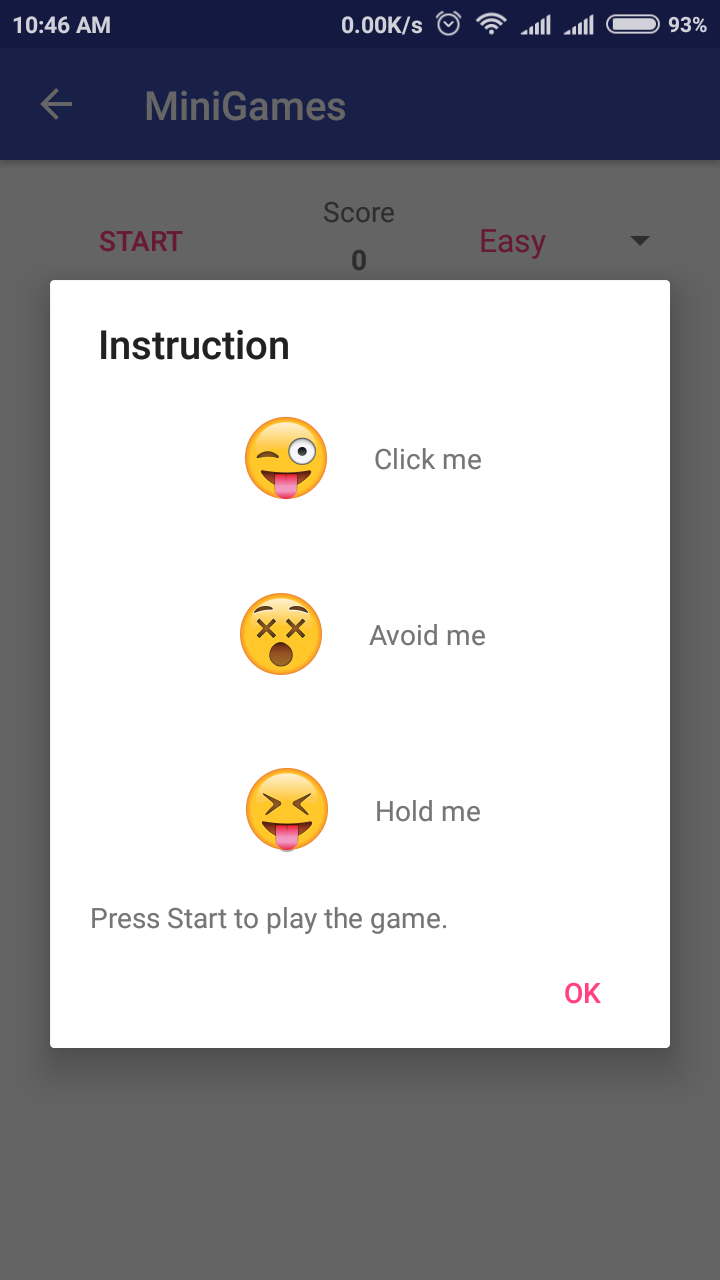 10:46 AM 0.00K/s 93%
MiniGames
Score
START
Easy
0
Instruction
Click me
Avoid me
Hold me
Press Start to play the game.
OK